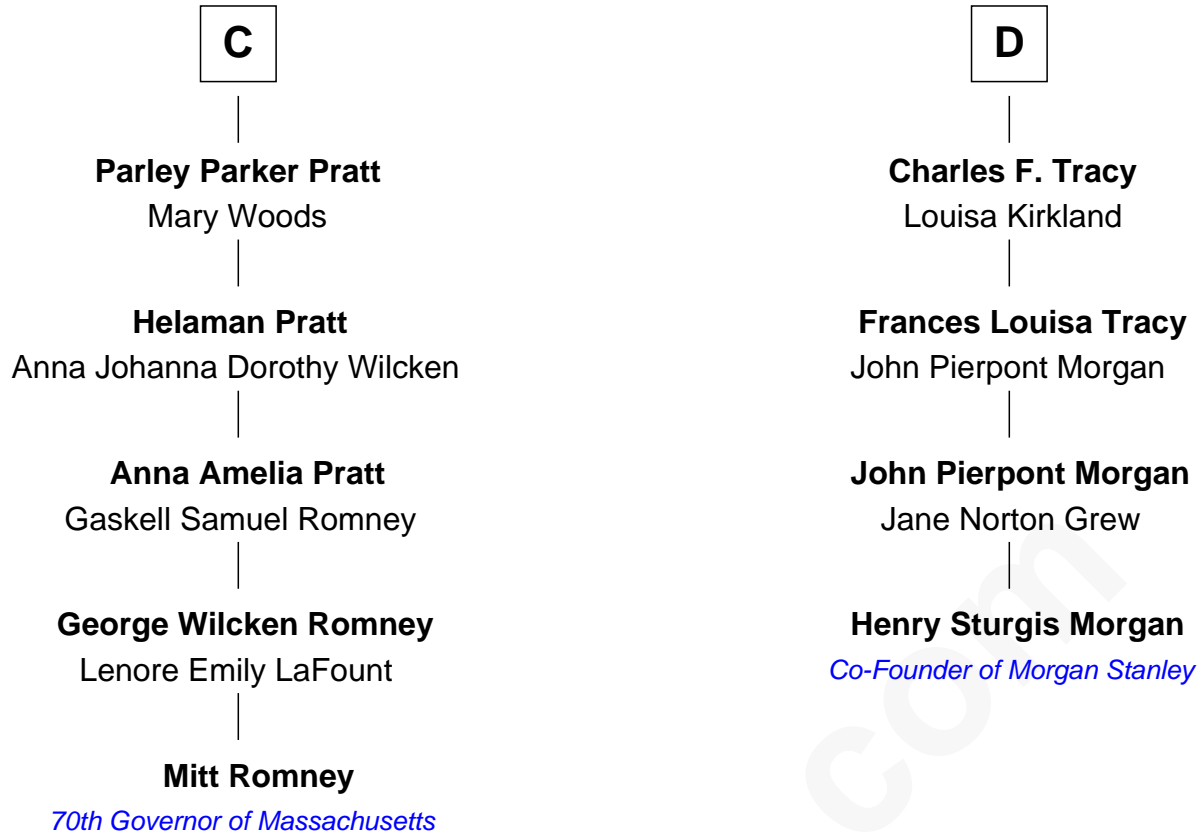 C
Parley Parker Pratt
Mary Woods
Helaman Pratt
Anna Johanna Dorothy Wilcken
Anna Amelia Pratt
Gaskell Samuel Romney
George Wilcken Romney
Lenore Emily LaFount
Mitt Romney
70th Governor of Massachusetts
D
Charles F. Tracy
Louisa Kirkland
Frances Louisa Tracy
John Pierpont Morgan
John Pierpont Morgan
Jane Norton Grew
Henry Sturgis Morgan
Co-Founder of Morgan Stanley
com